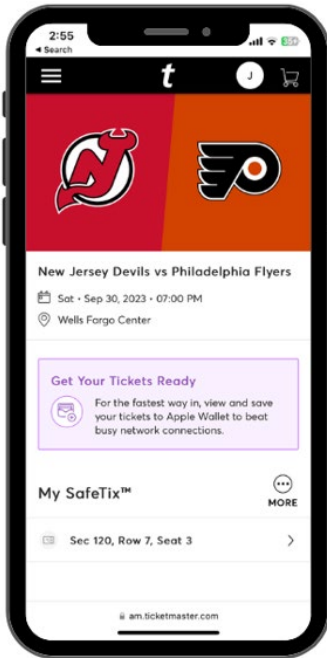 2:55
◄ Search
t
J
New Jersey Devils vs Philadelphia Flyers
Sat • Sep 30, 2023 • 07:00 PM
Wells Fargo Center
Get Your Tickets Ready
For the fastest way in, view and save
your tickets to Apple Wallet to beat
busy network connections.
My SafeTix™
MORE
Sec 120, Row 7, Seat 3
am.ticketmaster.com